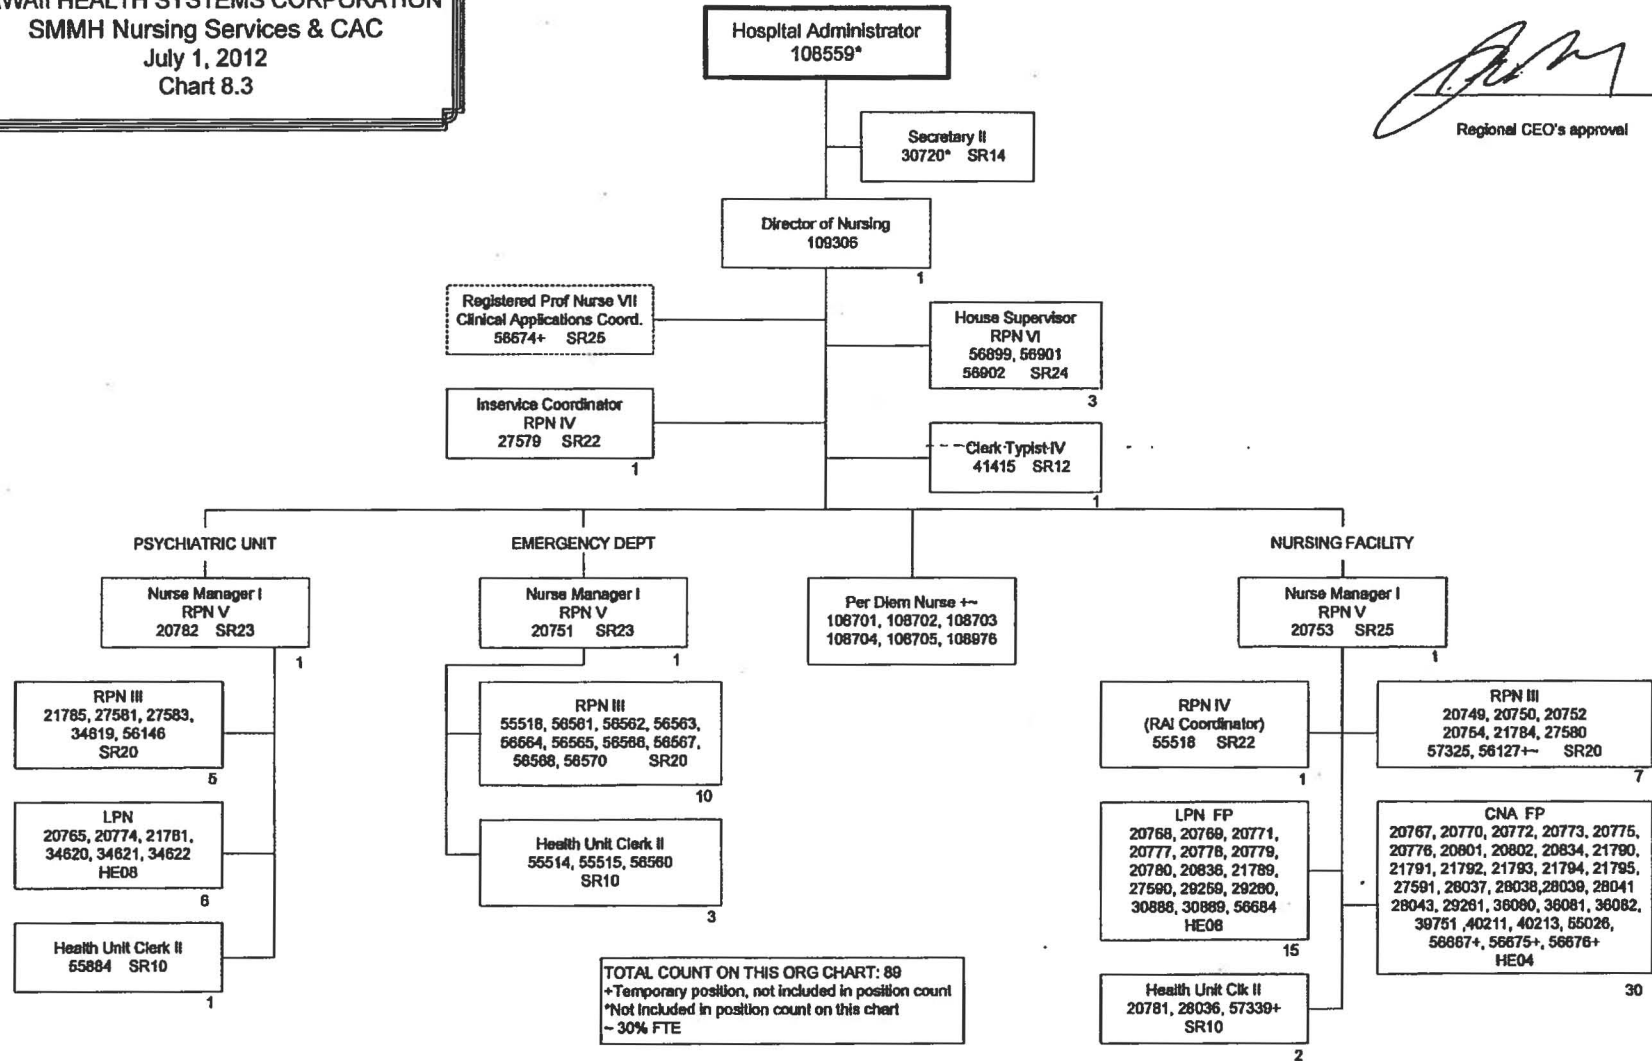 HAWAII HEALTH SYSTEMS CORPORATION
SMMH Nursing Services & CAC
July 1, 2012
Chart 8.3
Hospital Administrator
108559*
Regional CEO's approval
Secretary II
30720* SR14
Director of Nursing
109306
1
Registered Prof Nurse VII
Clinical Applications Coord.
56674+ SR25
House Supervisor
RPN VI
56899, 56901
56902 SR24
3
Inservice Coordinator
RPN IV
27579 SR22
1
Clerk-Typist-IV
41415 SR12
1
PSYCHIATRIC UNIT
Nurse Manager I
RPN V
20782 SR23
1
RPN III
21785, 27581, 27583,
34619, 56146
SR20
5
LPN
20765, 20774, 21781,
34620, 34621, 34622
HE08
6
Health Unit Clerk II
55884 SR10
1
EMERGENCY DEPT
Nurse Manager I
RPN V
20751 SR23
1
RPN III
55518, 56561, 56562, 56563,
56564, 56565, 56566, 56567,
56568, 56570 SR20
10
Health Unit Clerk II
55514, 55515, 56560
SR10
3
Per Diem Nurse +~
108701, 108702, 108703
108704, 108705, 108976
NURSING FACILITY
Nurse Manager I
RPN V
20753 SR25
1
RPN IV
(RAI Coordinator)
55518 SR22
1
RPN III
20749, 20750, 20752
20754, 21784, 27580
57325, 56127+~ SR20
7
LPN FP
20768, 20769, 20771,
20777, 20778, 20779,
20780, 20838, 21789,
27590, 29259, 29260,
30888, 30889, 56684
HE08
15
CNA FP
20767, 20770, 20772, 20773, 20775,
20776, 20801, 20802, 20834, 21790,
21791, 21792, 21793, 21794, 21795,
27591, 28037, 28038,28039, 28041
28043, 29261, 36080, 36081, 36082,
39751 ,40211, 40213, 55026,
56667+, 56675+, 56676+
HE04
30
Health Unit Clk II
20781, 28036, 57339+
SR10
2
TOTAL COUNT ON THIS ORG CHART: 89
+Temporary position, not included in position count
*Not included in position count on this chart
~ 30% FTE